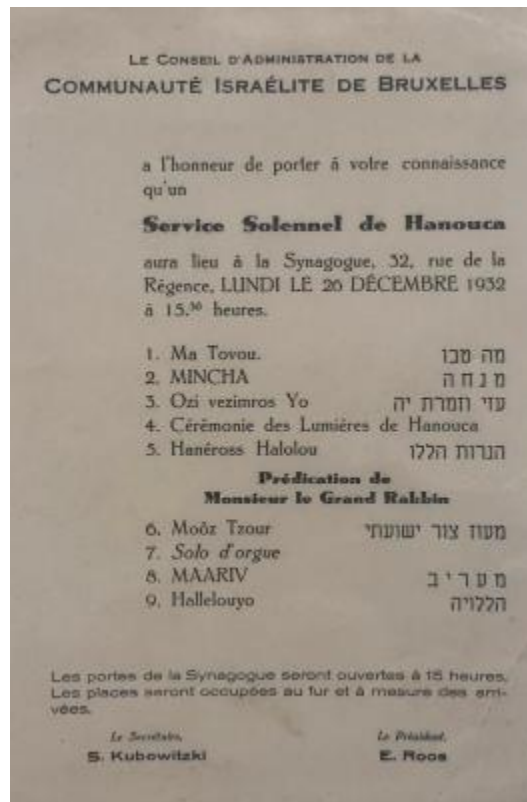 LE CONSEIL D'ADMINISTRATION DE LA
COMMUNAUTÉ ISRAÉLITE DE BRUXELLES
a l'honneur de porter à votre connaissance
qu'un
Service Solennel de Hanouca
aura lieu à la Synagogue, 32, rue de la
Régence, LUNDI LE 26 DÉCEMBRE 1932
à 15.30 heures.
1. Ma Tovou. מה טבו
2. MINCHA מנחה
3. Ozi vezimros Yo עזי וזמרת יה
4. Cérémonie des Lumières de Hanouca
5. Hanéross Halolou הנרות הללו
Prédication de
Monsieur le Grand Rabbin
6. Moôz Tzour מעוז צור ישועתי
7. Solo d'orgue
8. MAARIV מעריב
9. Hallelouyo הללויה
Les portes de la Synagogue seront ouvertes à 15 heures.
Les places seront occupées au fur et à mesure des arri-
vées.
Le Secrétaire, Le Président,
S. Kubowitzki E. Roos